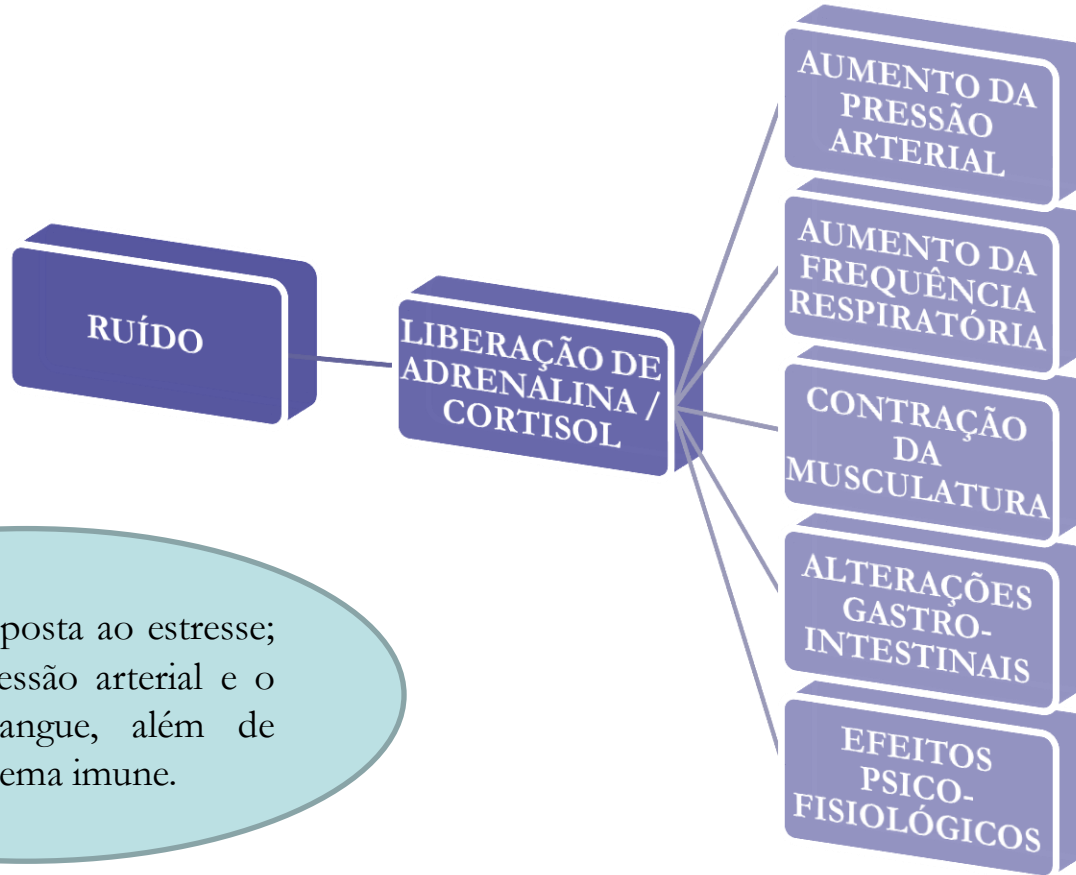 RUÍDO
LIBERAÇÃO DE
ADRENALINA /
CORTISOL
AUMENTO DA
PRESSÃO
ARTERIAL
AUMENTO DA
FREQUÊNCIA
RESPIRATÓRIA
CONTRAÇÃO
DA
MUSCULATURA
ALTERAÇÕES
GASTRO-
INTESTINAIS
EFEITOS
PSICO-
FISIOLÓGICOS
posta ao estresse;
essão arterial e o
angue, além de
ema imune.